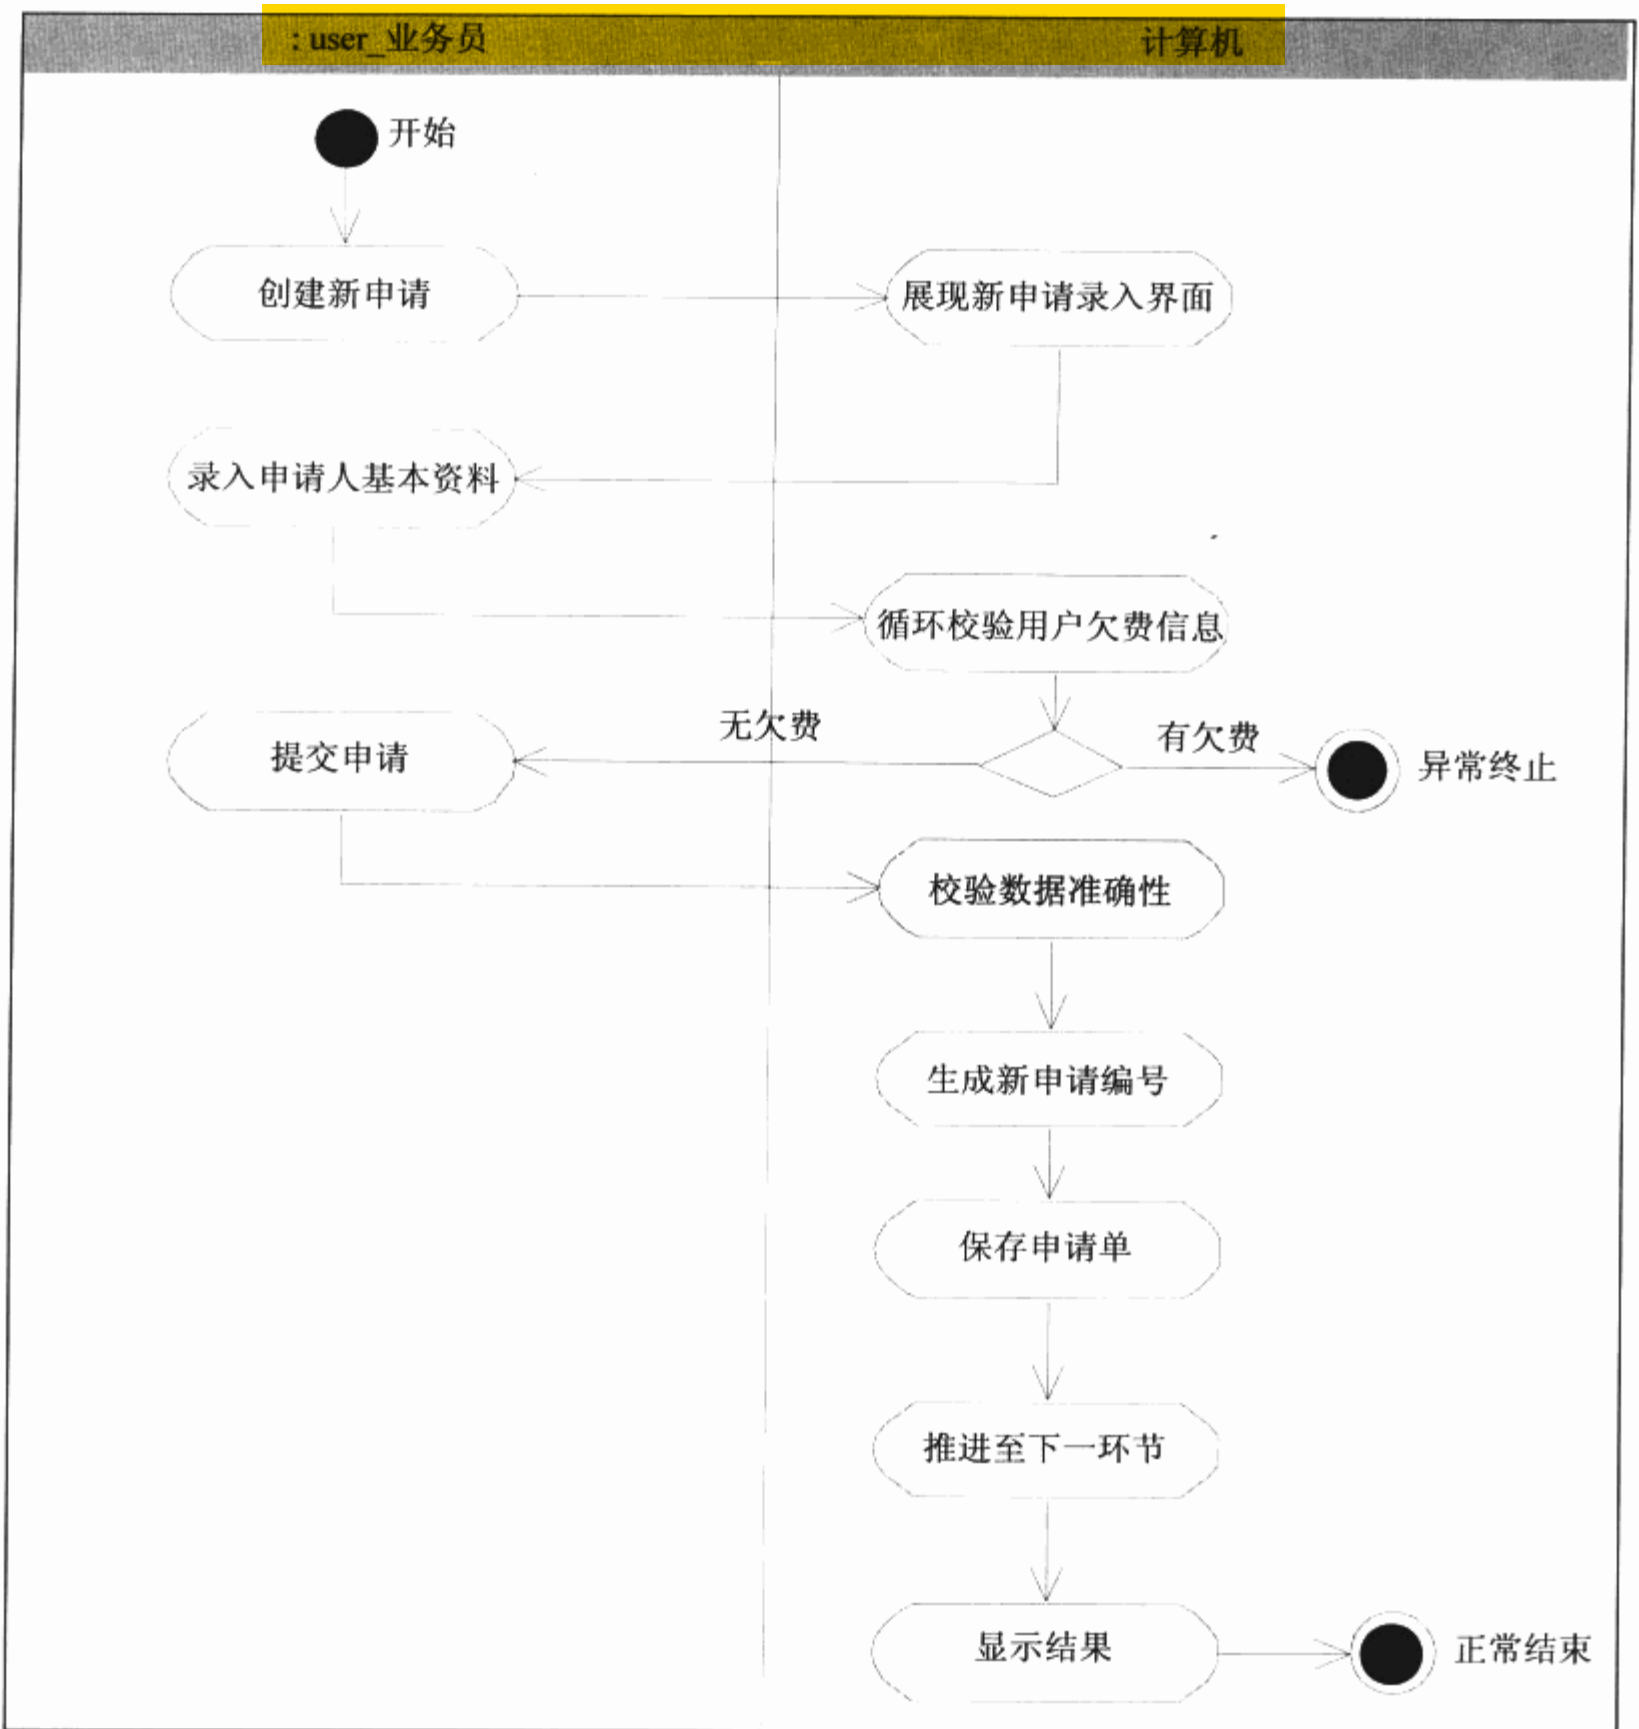 : user_业务员
计算机
开始
创建新申请
展现新申请录入界面
录入申请人基本资料
循环校验用户欠费信息
无欠费
有欠费
提交申请
异常终止
校验数据准确性
生成新申请编号
保存申请单
推进至下一环节
显示结果
正常结束